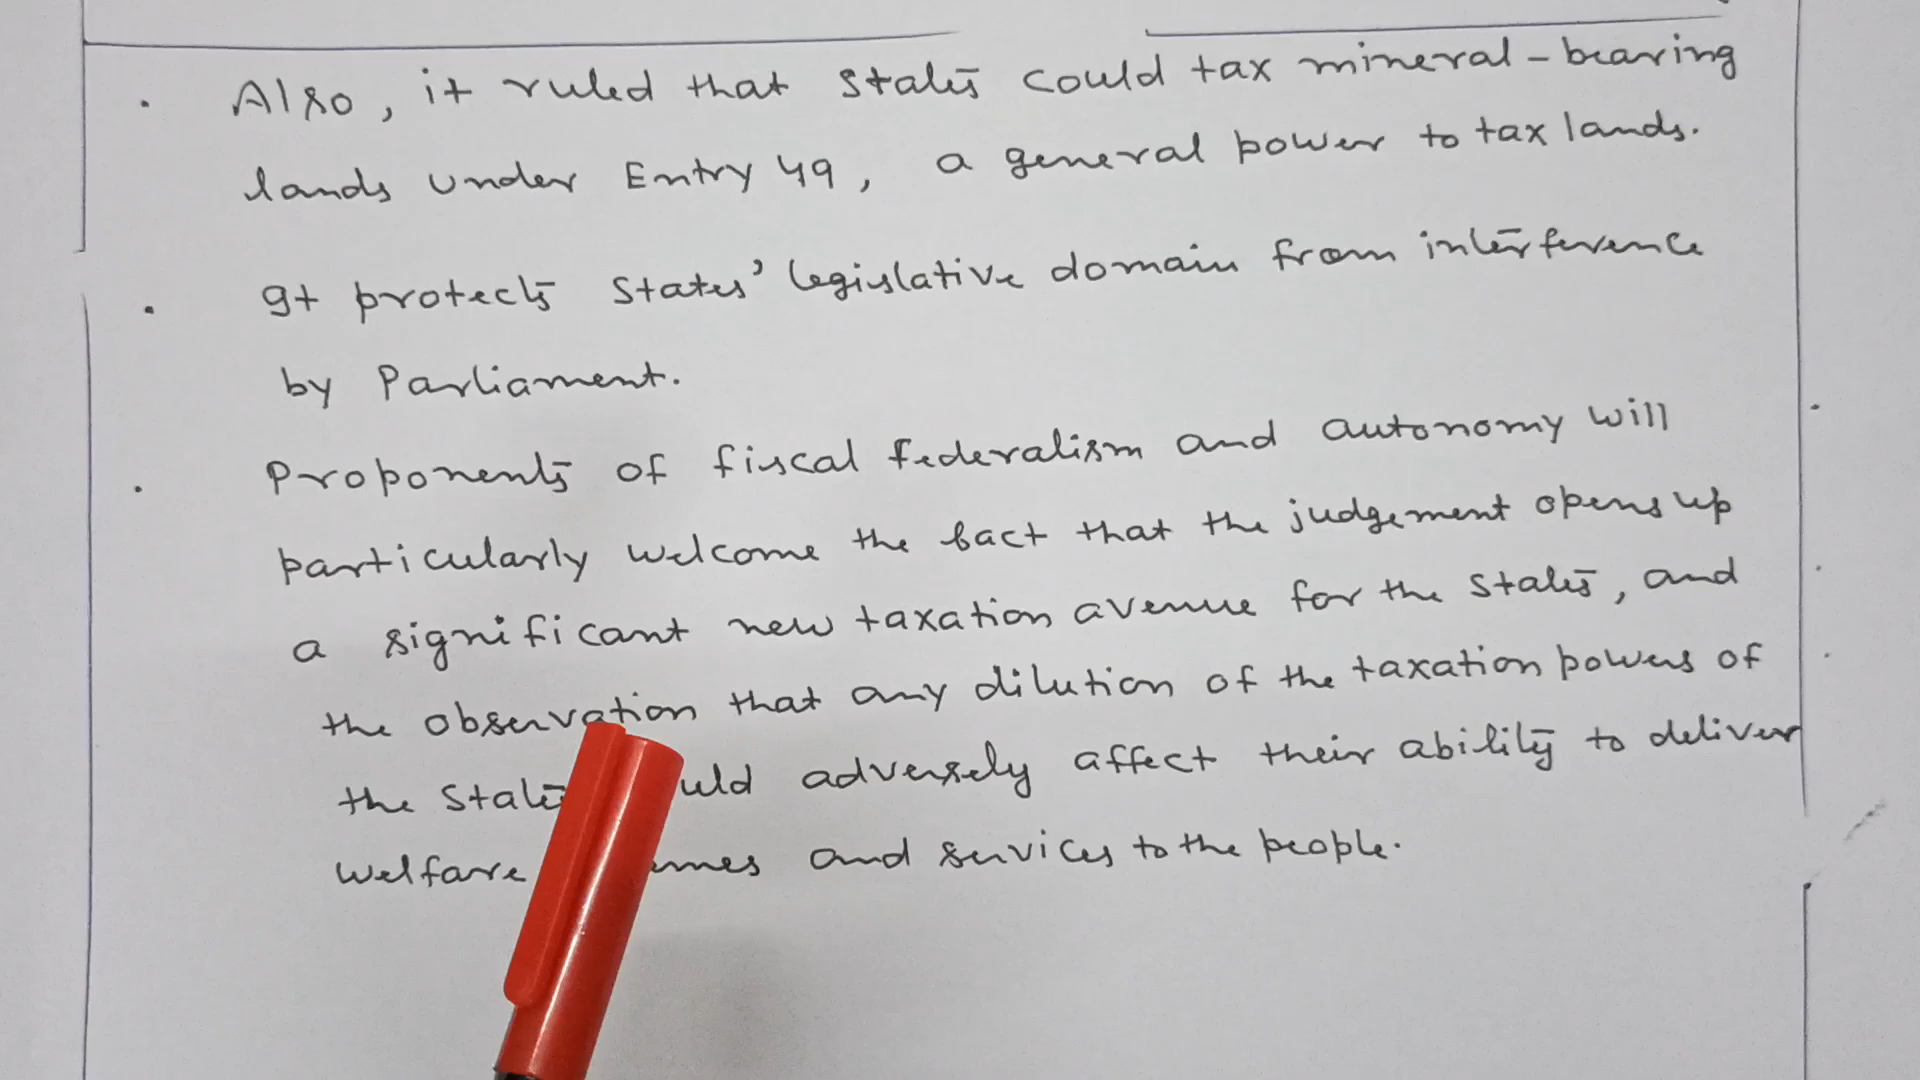 . Also, it ruled that States could tax mineral-bearing
lands under Entry 49, a general power to tax lands.
. It protects States' legislative domain from interference
by Parliament.
. Proponents of fiscal federalism and autonomy will
particularly welcome the fact that the judgement opens up
a significant new taxation avenue for the States, and
the observation that any dilution of the taxation powers of
the adversely affect their ability to deliver
welfare and services to the people.